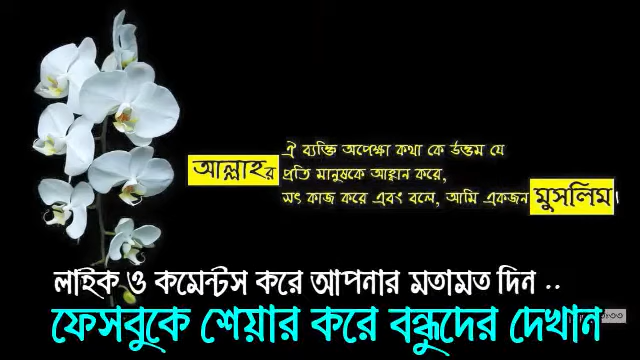 ঐ ব্যক্তি অপেক্ষা কথা কে উত্তম যে
আল্লাহর প্রতি মানুষকে আহ্বান করে,
সৎ কাজ করে এবং বলে, আমি একজন মুসলিম।
লাইক ও কমেন্টস করে আপনার মতামত দিন ..
ফেসবুকে শেয়ার করে বন্ধুদের দেখান